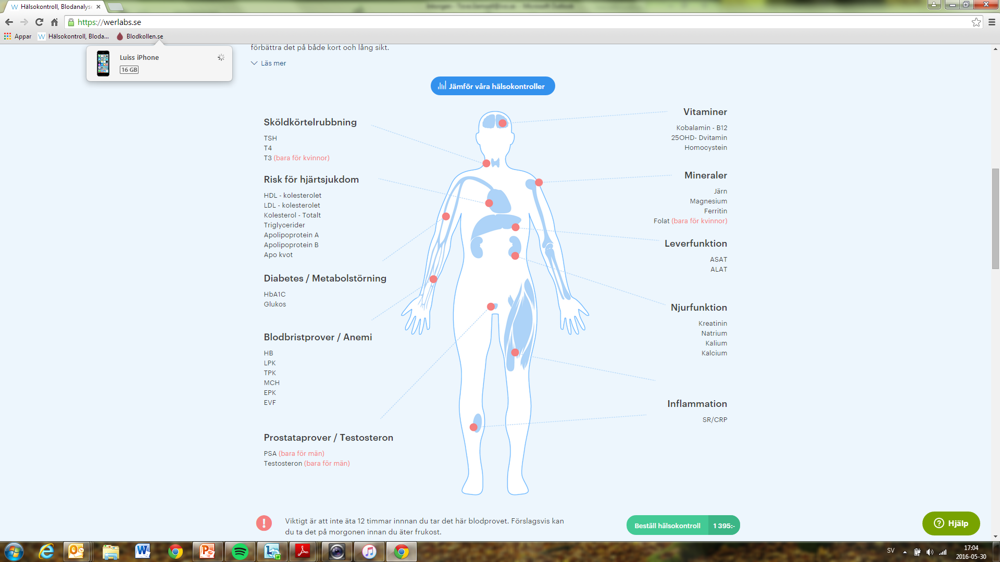 Hälsokontroll, Blodanalyse
https://werlabs.se
Appar
Hälsokontroll, Bloda...
Blodkollen.se
Luiss iPhone
16 GB
förbättra det på både kort och lång sikt.
Läs mer
Jämför våra hälsokontroller
Sköldkörtelrubbning
TSH
T4
T3 (bara för kvinnor)
Risk för hjärtsjukdom
HDL - kolesterolet
LDL - kolesterolet
Kolesterol - Totalt
Triglycerider
Apolipoprotein A
Apolipoprotein B
Apo kvot
Diabetes / Metabolstörning
HbA1C
Glukos
Blodbristprover / Anemi
HB
LPK
TPK
MCH
EPK
EVF
Prostataprover / Testosteron
PSA (bara för män)
Testosteron (bara för män)
Vitaminer
Kobalamin - B12
25OHD- Dvitamin
Homocystein
Mineraler
Järn
Magnesium
Ferritin
Folat (bara för kvinnor)
Leverfunktion
ASAT
ALAT
Njurfunktion
Kreatinin
Natrium
Kalium
Kalcium
Inflammation
SR/CRP
Viktigt är att inte äta 12 timmar innnan du tar det här blodprovet. Förslagsvis kan
du ta det på morgonen innan du äter frukost.
Beställ hälsokontroll 1 395:-
Hjälp
SV
17:04
2016-05-30